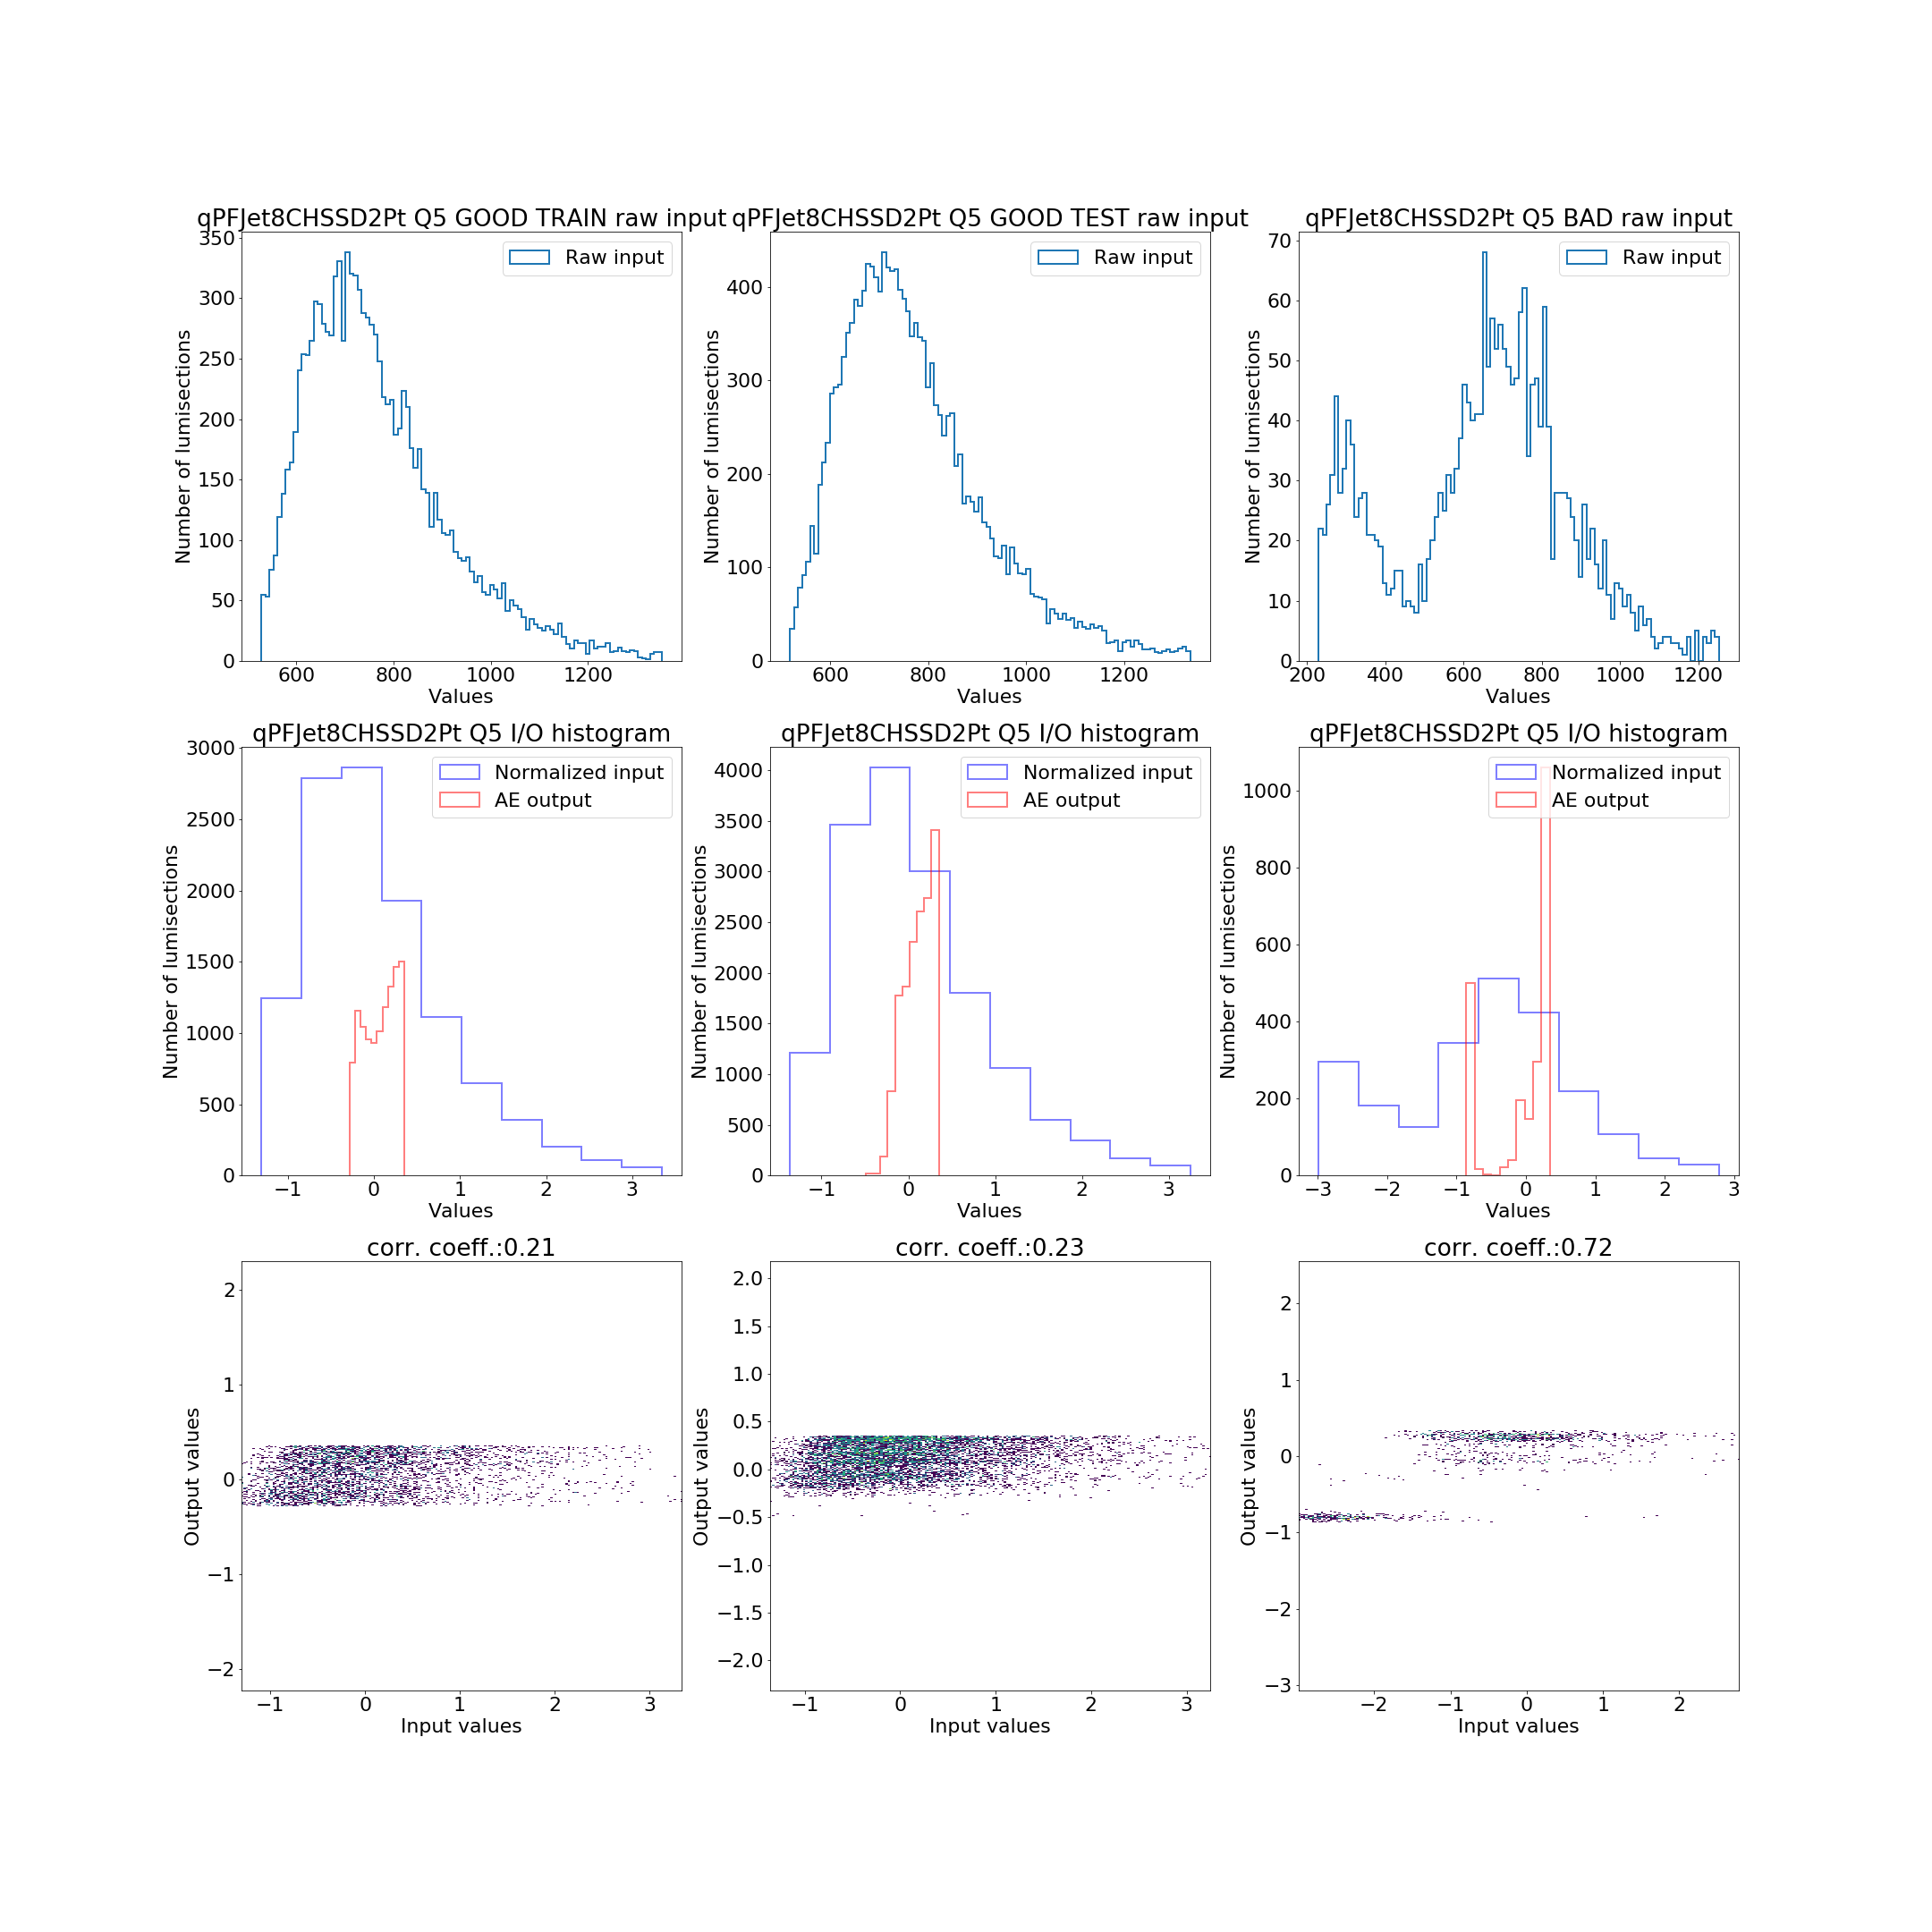 qPFJet8CHSSD2Pt Q5 GOOD TRAIN raw input
350
300
250
200
150
100
50
0
Number of lumisections
Raw input
600 800 1000 1200
Values
qPFJet8CHSSD2Pt Q5 GOOD TEST raw input
400
300
200
100
0
Number of lumisections
Raw input
600 800 1000 1200
Values
qPFJet8CHSSD2Pt Q5 BAD raw input
70
60
50
40
30
20
10
0
Number of lumisections
Raw input
200 400 600 800 1000 1200
Values
qPFJet8CHSSD2Pt Q5 I/O histogram
3000
2500
2000
1500
1000
500
0
Number of lumisections
Normalized input
AE output
−1 0 1 2 3
Values
qPFJet8CHSSD2Pt Q5 I/O histogram
4000
3500
3000
2500
2000
1500
1000
500
0
Number of lumisections
Normalized input
AE output
−1 0 1 2 3
Values
qPFJet8CHSSD2Pt Q5 I/O histogram
1000
800
600
400
200
0
Number of lumisections
Normalized input
AE output
−3 −2 −1 0 1 2 3
Values
corr. coeff.:0.21
2
1
0
−1
−2
Output values
−1 0 1 2 3
Input values
corr. coeff.:0.23
2.0
1.5
1.0
0.5
0.0
−0.5
−1.0
−1.5
−2.0
Output values
−1 0 1 2 3
Input values
corr. coeff.:0.72
2
1
0
−1
−2
−3
Output values
−2 −1 0 1 2
Input values